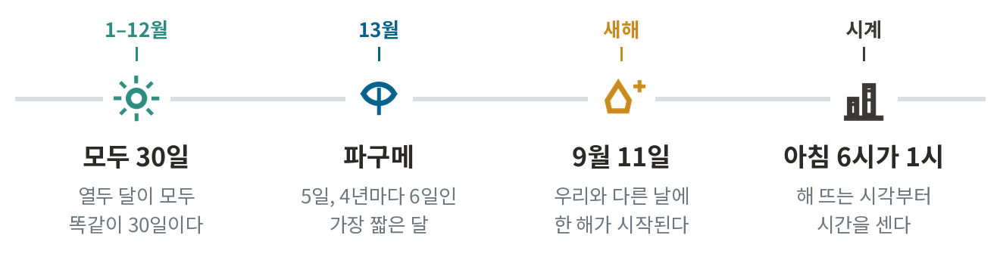 1–12월
모두 30일
열두 달이 모두
똑같이 30일이다
13월
파구메
5일, 4년마다 6일인
가장 짧은 달
새해
9월 11일
우리와 다른 날에
한 해가 시작된다
시계
아침 6시가 1시
해 뜨는 시각부터
시간을 센다